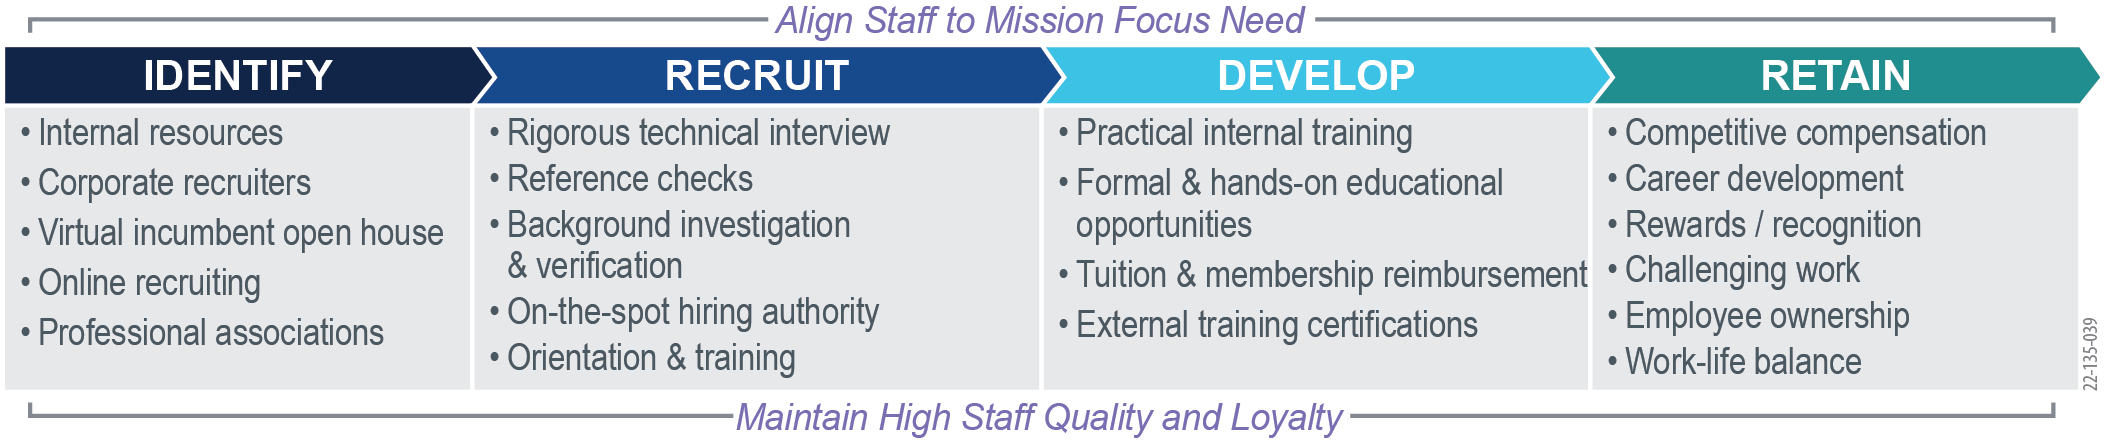 Align Staff to Mission Focus Need
IDENTIFY
• Internal resources
• Corporate recruiters
• Virtual incumbent open house
• Online recruiting
• Professional associations
RECRUIT
• Rigorous technical interview
• Reference checks
• Background investigation
& verification
• On-the-spot hiring authority
• Orientation & training
DEVELOP
• Practical internal training
• Formal & hands-on educational
opportunities
• Tuition & membership reimbursement
• External training certifications
RETAIN
• Competitive compensation
• Career development
• Rewards / recognition
• Challenging work
• Employee ownership
• Work-life balance
22-135-039
Maintain High Staff Quality and Loyalty